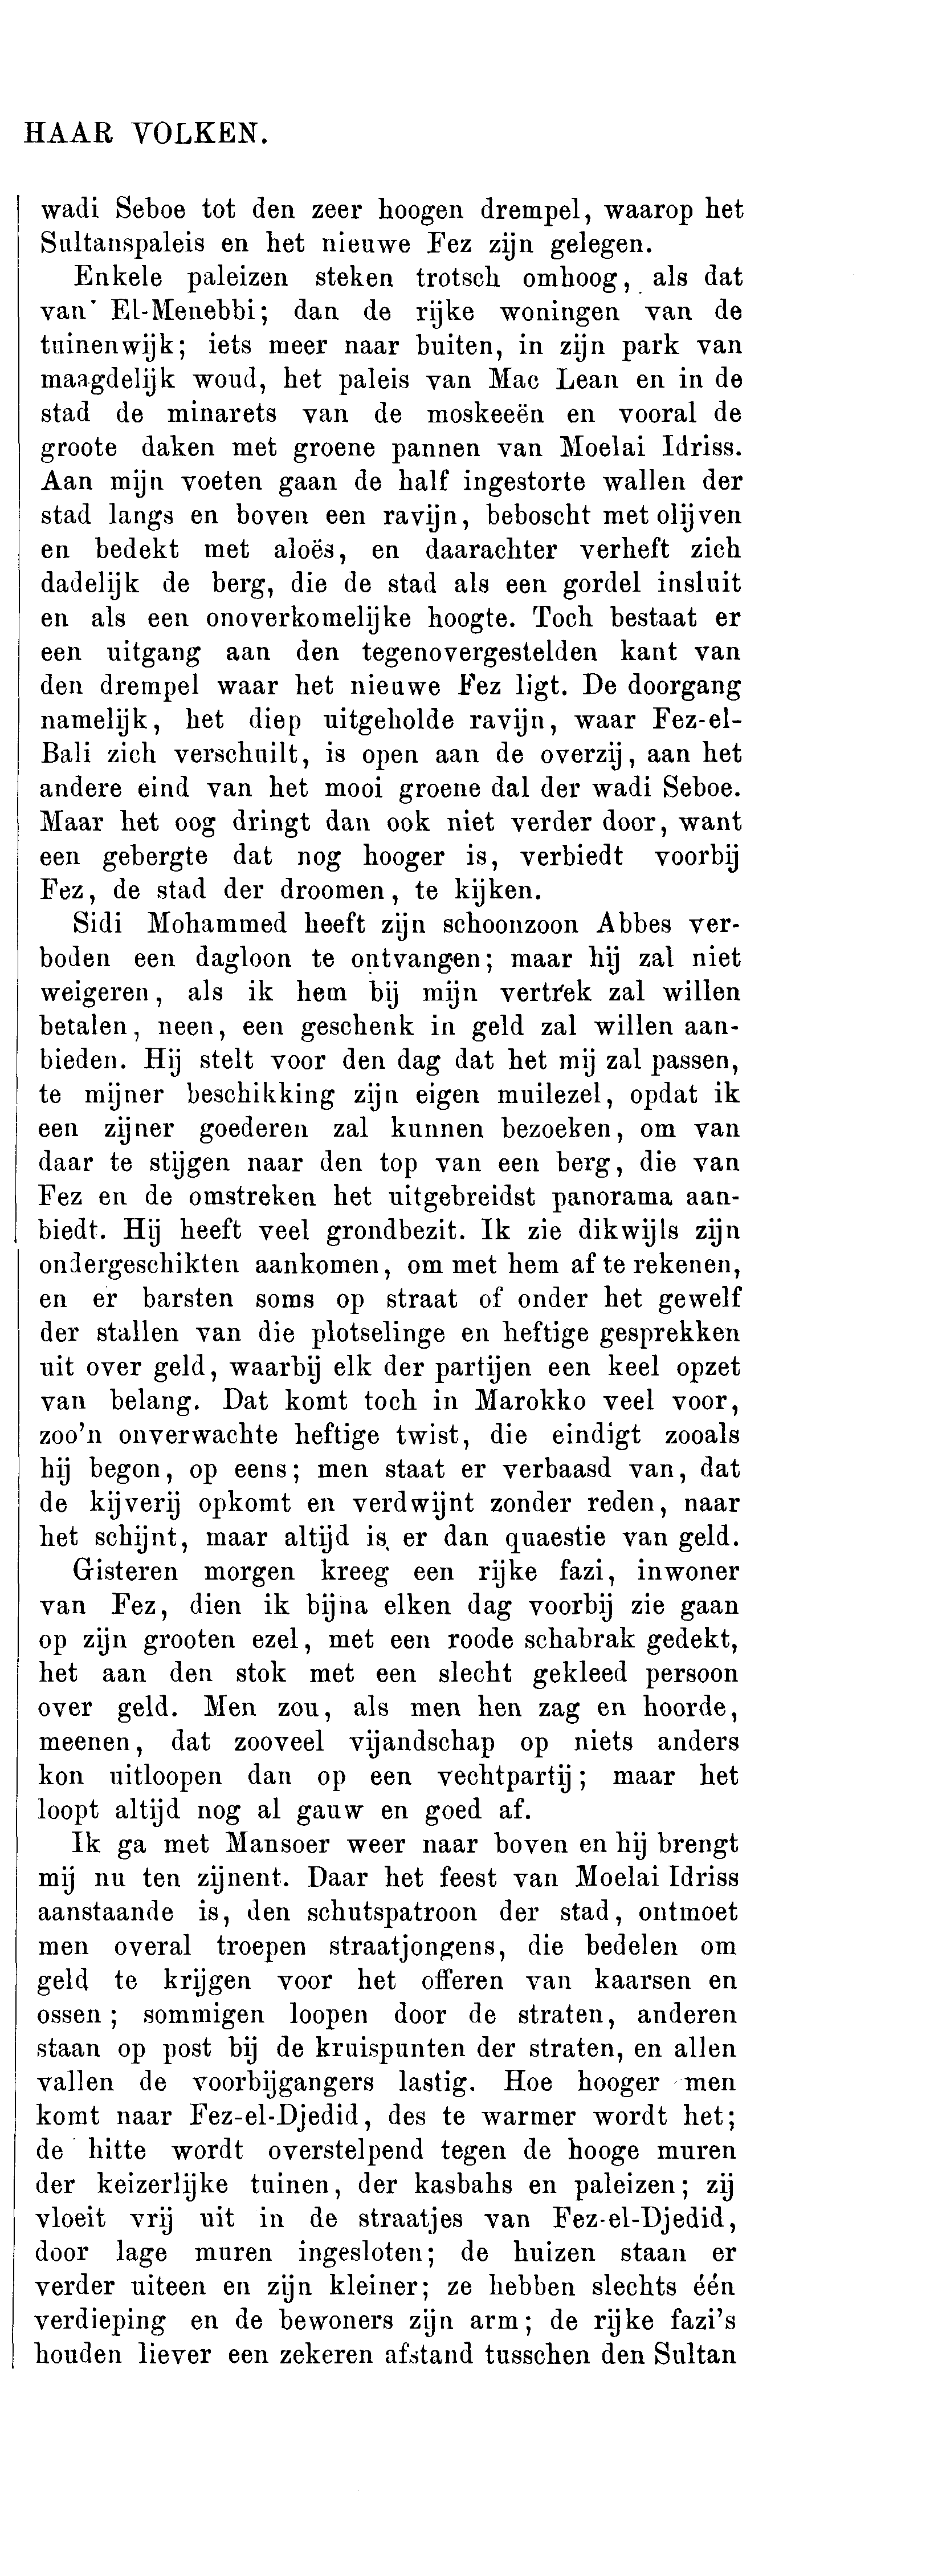 HAAR VOLKEN.
wadi Seboe tot den zeer hoogen drempel, waarop het
Sultanspaleis en het nieuwe Fez zijn gelegen.
Enkele paleizen steken trotsch omhoog, als dat
van El-Menebbi; dan de rijke woningen van de
tuinenwijk; iets meer naar buiten, in zijn park van
maagdelijk woud, het paleis van Mac Lean en in de
stad de minarets van de moskeeën en vooral de
groote daken met groene pannen van Moelai Idriss.
Aan mijn voeten gaan de half ingestorte wallen der
stad langs en boven een ravijn, beboscht met olijven
en bedekt met aloës, en daarachter verheft zich
dadelijk de berg, die de stad als een gordel insluit
en als een onoverkomelijke hoogte. Toch bestaat er
een uitgang aan den tegenovergestelden kant van
den drempel waar het nieuwe Fez ligt. De doorgang
namelijk, het diep uitgeholde ravijn, waar Fez-el-
Bali zich verschuilt, is open aan de overzij, aan het
andere eind van het mooi groene dal der wadi Seboe.
Maar het oog dringt dan ook niet verder door, want
een gebergte dat nog hooger is, verbiedt voorbij
Fez, de stad der droomen, te kijken.
Sidi Mohammed heeft zijn schoonzoon Abbes ver-
boden een dagloon te ontvangen; maar hij zal niet
weigeren, als ik hem bij mijn vertrek zal willen
betalen, neen, een geschenk in geld zal willen aan-
bieden. Hij stelt voor den dag dat het mij zal passen,
te mijner beschikking zijn eigen muilezel, opdat ik
een zijner goederen zal kunnen bezoeken, om van
daar te stijgen naar den top van een berg, die van
Fez en de omstreken het uitgebreidst panorama aan-
biedt. Hij heeft veel grondbezit. Ik zie dikwijls zijn
ondergeschikten aankomen, om met hem af te rekenen,
en er barsten soms op straat of onder het gewelf
der stallen van die plotselinge en heftige gesprekken
uit over geld, waarbij elk der partijen een keel opzet
van belang. Dat komt toch in Marokko veel voor,
zoo'n onverwachte heftige twist, die eindigt zooals
hij begon, op eens; men staat er verbaasd van, dat
de kijverij opkomt en verdwijnt zonder reden, naar
het schijnt, maar altijd is er dan quaestie van geld.
Gisteren morgen kreeg een rijke fazi, inwoner
van Fez, dien ik bijna elken dag voorbij zie gaan
op zijn grooten ezel, met een roode schabrak gedekt,
het aan den stok met een slecht gekleed persoon
over geld. Men zou, als men hen zag en hoorde,
meenen, dat zooveel vijandschap op niets anders
kon uitloopen dan op een vechtpartij; maar het
loopt altijd nog al gauw en goed af.
Ik ga met Mansoer weer naar boven en hij brengt
mij nu ten zijnent. Daar het feest van Moelai Idriss
aanstaande is, den schutspatroon der stad, ontmoet
men overal troepen straatjongens, die bedelen om
geld te krijgen voor het offeren van kaarsen en
ossen; sommigen loopen door de straten, anderen
staan op post bij de kruispunten der straten, en allen
vallen de voorbijgangers lastig. Hoe hooger men
komt naar Fez-el-Djedid, des te warmer wordt het;
de hitte wordt overstelpend tegen de hooge muren
der keizerlijke tuinen, der kasbahs en paleizen; zij
vloeit vrij uit in de straatjes van Fez-el-Djedid,
door lage muren ingesloten; de huizen staan er
verder uiteen en zijn kleiner; ze hebben slechts één
verdieping en de bewoners zijn arm; de rijke fazi's
houden liever een zekeren afstand tusschen den Sultan